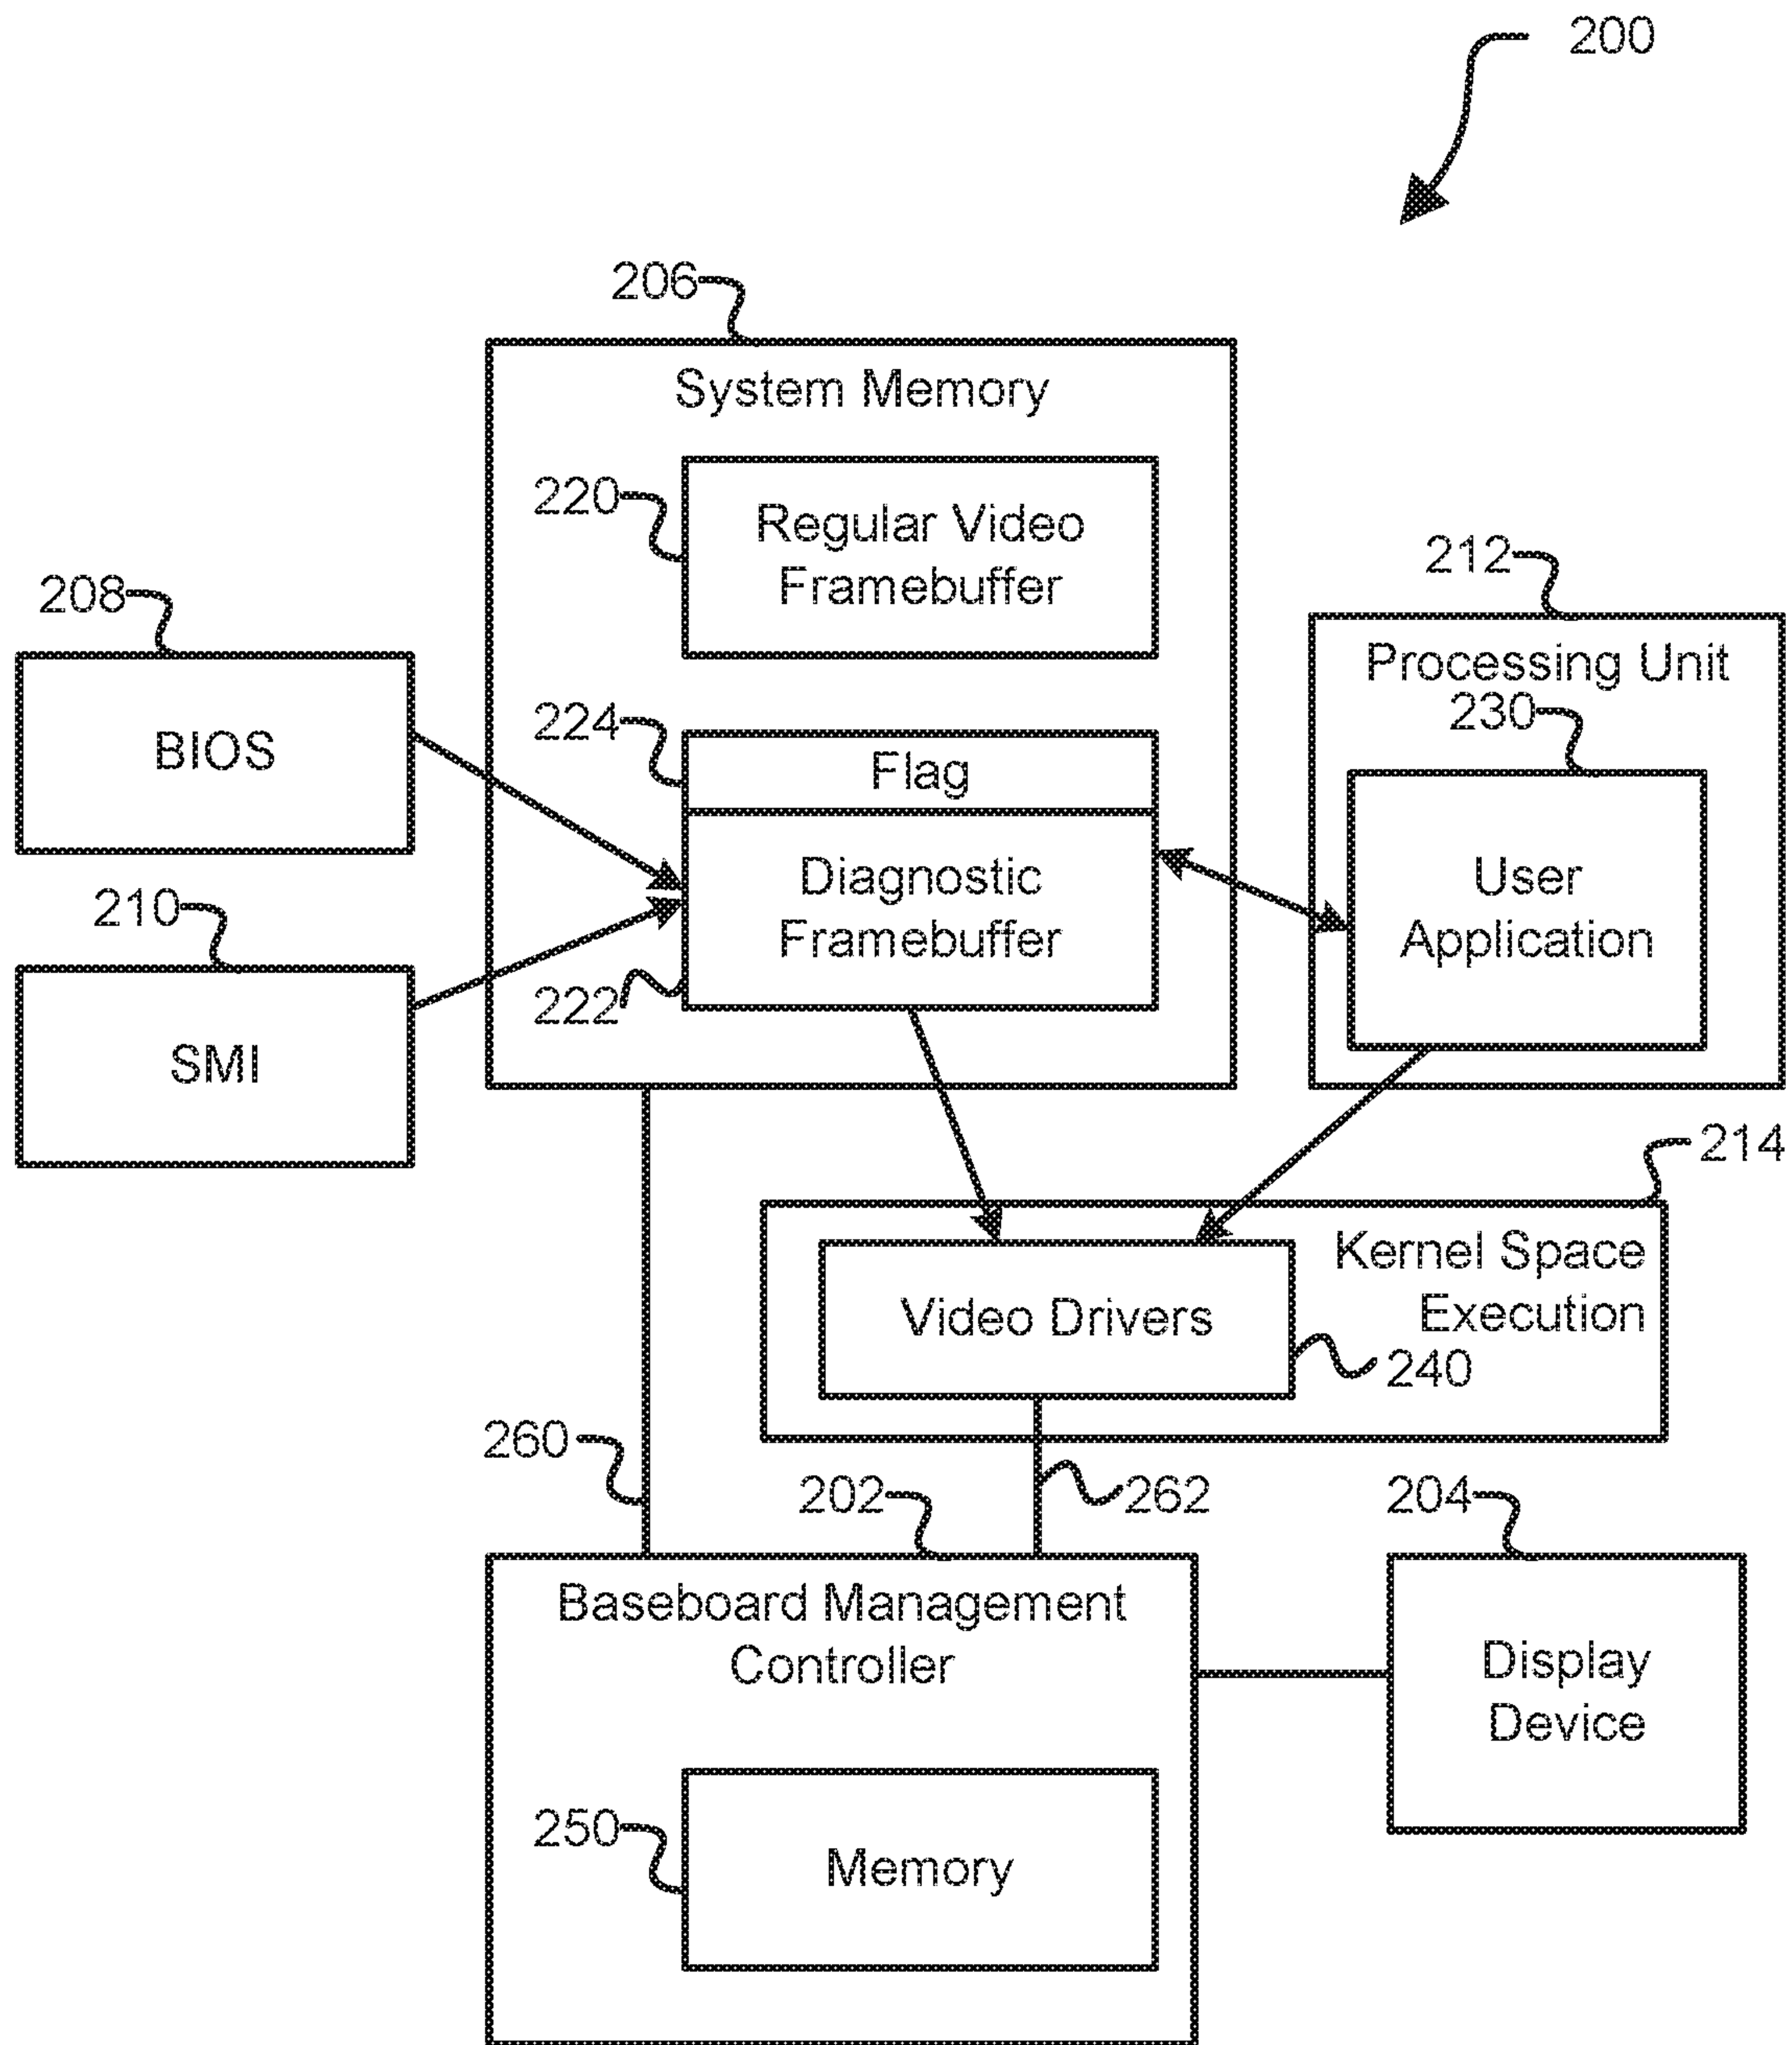 200
206
System Memory
220
Regular Video
Framebuffer
208
BIOS
224
Flag
Diagnostic
Framebuffer
222
210
SMI
212
Processing Unit
230
User
Application
214
Kernel Space
Execution
Video Drivers
240
260
262
202
Baseboard Management
Controller
204
Display
Device
250
Memory